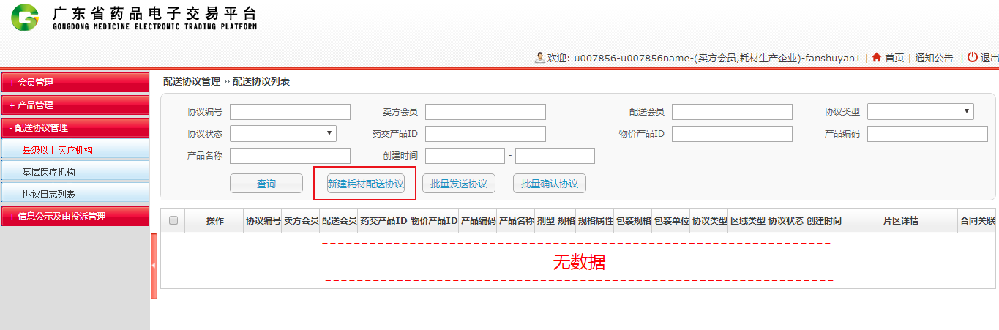 广东省药品电子交易平台
GONGDONG MEDICINE ELECTRONIC TRADING PLATFORM
欢迎: u007856-u007856name-(卖方会员,耗材生产企业)-fanshuyan1 | 首页 | 通知公告 | 退出
+ 会员管理
+ 产品管理
- 配送协议管理
县级以上医疗机构
基层医疗机构
协议日志列表
+ 信息公示及申投诉管理
配送协议管理 » 配送协议列表
协议编号 卖方会员 配送会员 协议类型
协议状态 药交产品ID 物价产品ID 产品编码
产品名称 创建时间 -
查询 新建耗材配送协议 批量发送协议 批量确认协议
操作 协议编号 卖方会员 配送会员 药交产品ID 物价产品ID 产品编码 产品名称 剂型 规格 规格属性 包装规格 包装单位 协议类型 区域类型 协议状态 创建时间 片区详情 合同关联
无数据